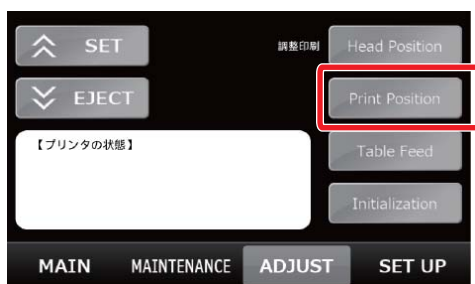 SET
調整印刷
Head Position
EJECT
Print Position
【プリンタの状態】
Table Feed
Initialization
MAIN
MAINTENANCE
ADJUST
SET UP